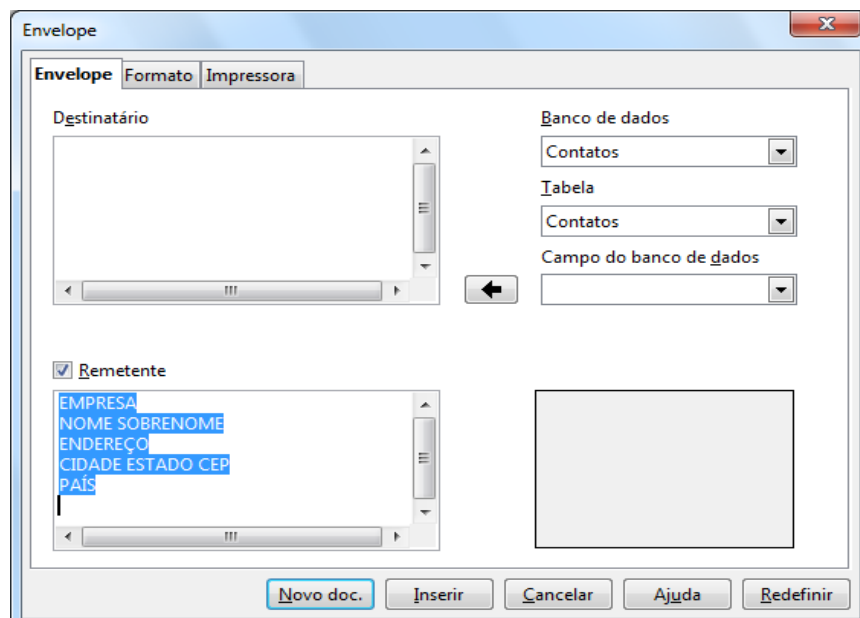 Envelope
Envelope Formato Impressora
Destinatário
Banco de dados
Contatos
Tabela
Contatos
Campo do banco de dados
Remetente
EMPRESA
NOME SOBRENOME
ENDEREÇO
CIDADE ESTADO CEP
PAÍS
Novo doc. Inserir Cancelar Ajuda Redefinir